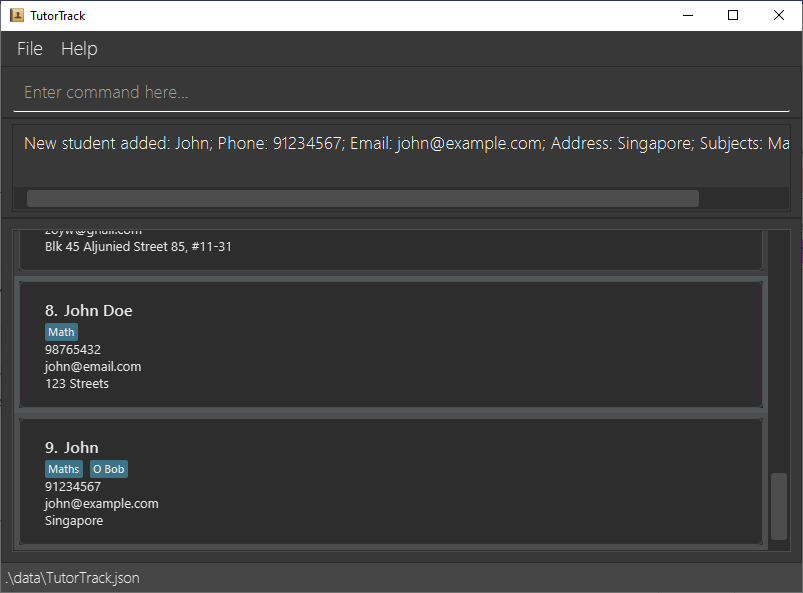 TutorTrack
File Help
Enter command here...
New student added: John; Phone: 91234567; Email: john@example.com; Address: Singapore; Subjects: Ma
Blk 45 Aljunied Street 85, #11-31
8. John Doe
Math
98765432
john@email.com
123 Streets
9. John
Maths O Bob
91234567
john@example.com
Singapore
.\data\TutorTrack.json